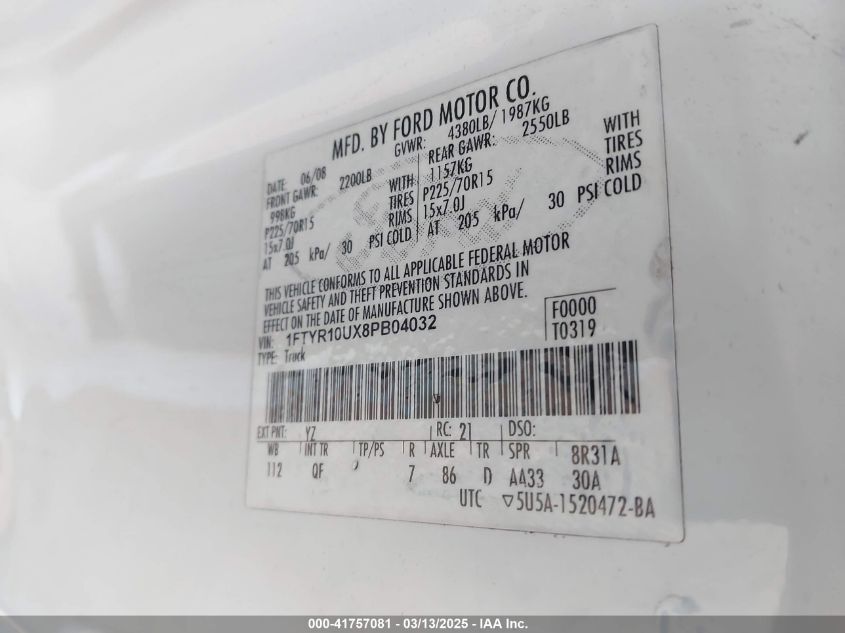 MFD. BY FORD MOTOR CO.
DATE: 06/08 GVWR: 4380LB/ 1987KG
FRONT GAWR: 2200LB REAR GAWR: 2550LB
998KG WITH 1157KG WITH
P225/70R15 TIRES P225/70R15 TIRES
15x7.0J RIMS 15x7.0J RIMS
AT 205 kPa/ 30 PSI COLD AT 205 kPa/ 30 PSI COLD
THIS VEHICLE CONFORMS TO ALL APPLICABLE FEDERAL MOTOR
VEHICLE SAFETY AND THEFT PREVENTION STANDARDS IN
EFFECT ON THE DATE OF MANUFACTURE SHOWN ABOVE.
VIN: 1FTYR10UX8PB04032 F0000
TYPE: Truck T0319
EXT PNT: YZ RC: 21 DSO:
WB INT TR TP/PS R AXLE TR SPR 8R31A
112 QF 7 86 D AA33 30A
UTC ▽5U5A-1520472-BA
000-41757081 - 03/13/2025 - IAA Inc.